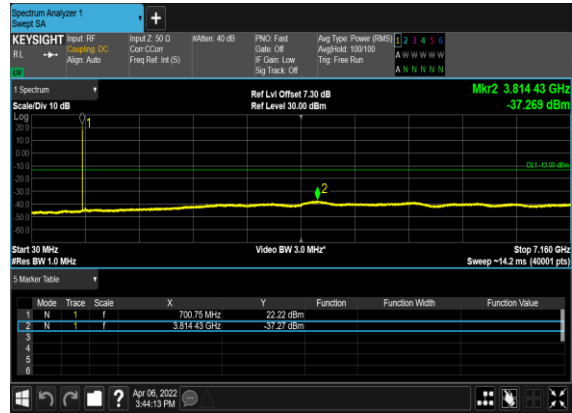 Spectrum Analyzer 1
Swept SA
KEYSIGHT
RL
Input: RF
Coupling: DC
Align: Auto
Input Z: 50 Ω
Corr CCorr
Freq Ref: Int (S)
#Atten: 40 dB
PNO: Fast
Gate: Off
IF Gain: Low
Sig Track: Off
Avg Type: Power (RMS)
Avg|Hold: 100/100
Trig: Free Run
1 2 3 4 5 6
A W W W W W
A N N N N N
1 Spectrum
Scale/Div 10 dB
Ref Lvl Offset 7.30 dB
Ref Level 30.00 dBm
Mkr2 3.814 43 GHz
-37.269 dBm
Log
20.0
10.0
0.00
-10.0
-20.0
-30.0
-40.0
-50.0
-60.0
1
2
DL1 -13.00 dBm
Start 30 MHz
#Res BW 1.0 MHz
Video BW 3.0 MHz*
Stop 7.160 GHz
Sweep ~14.2 ms (40001 pts)
5 Marker Table
Mode Trace Scale X Y Function Function Width Function Value
1 N 1 f 700.75 MHz 22.22 dBm
2 N 1 f 3.814 43 GHz -37.27 dBm
3
4
5
6
?
Apr 06, 2022
3:44:13 PM